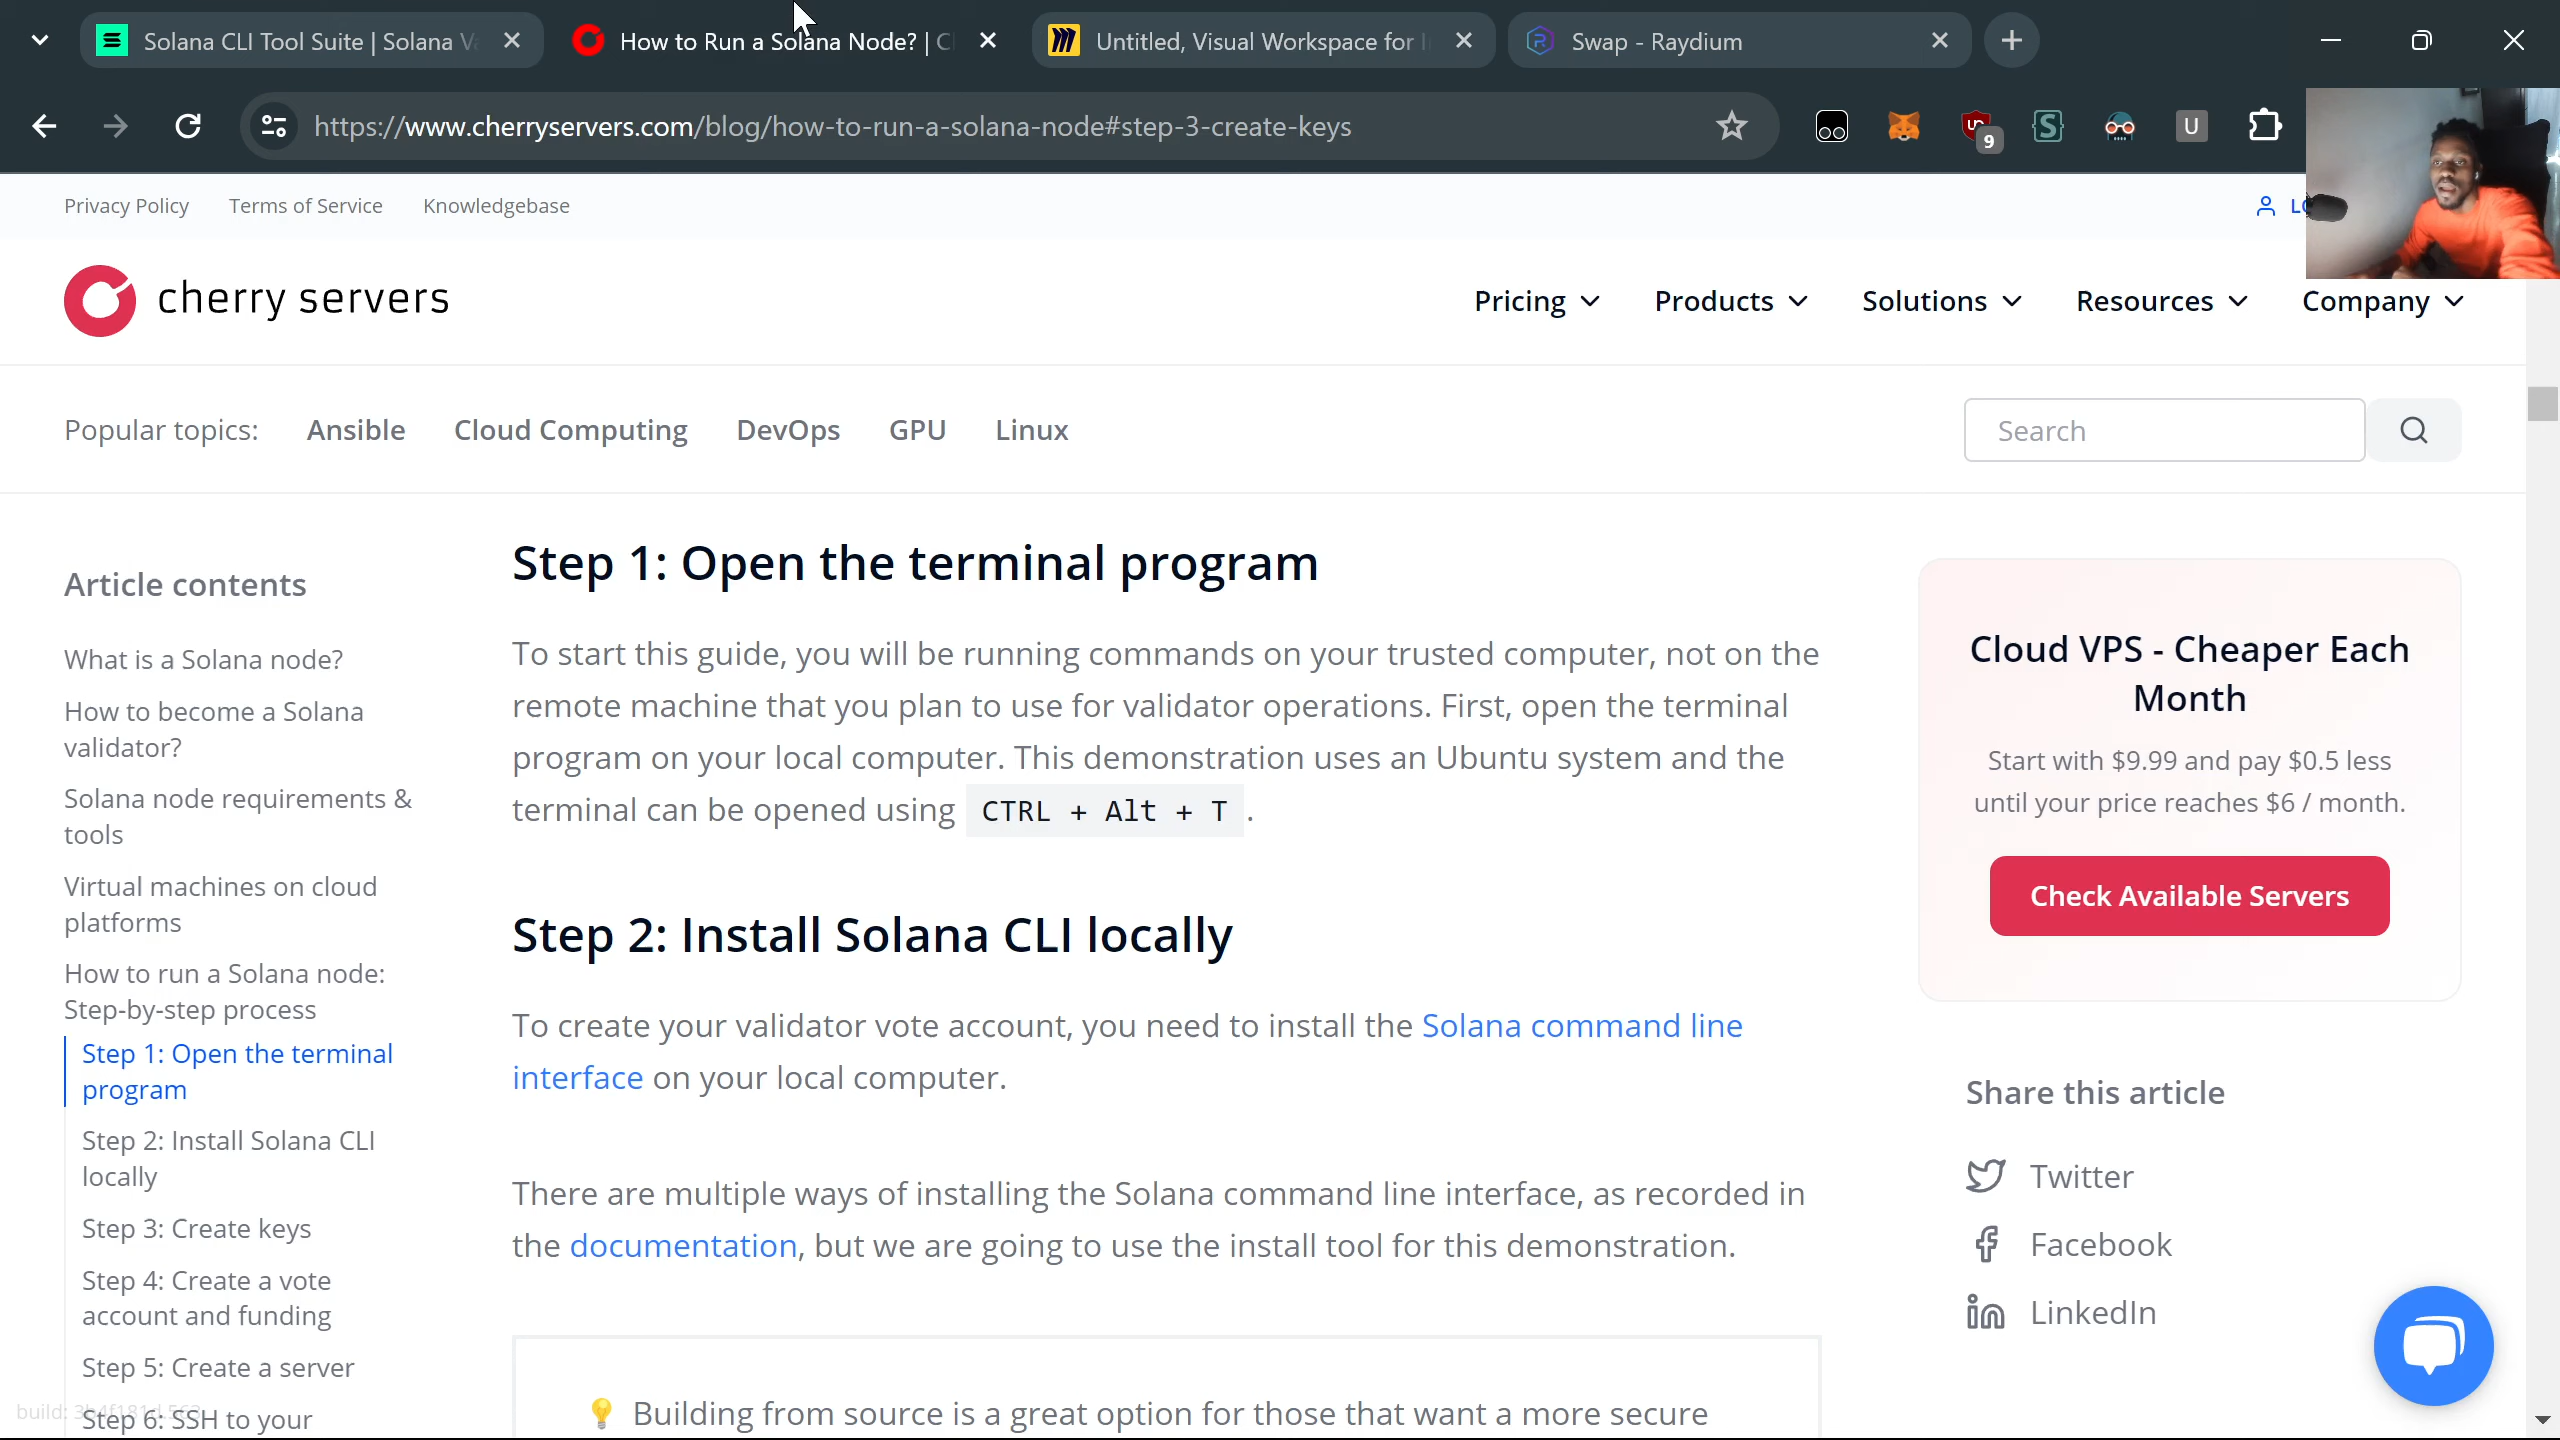 Solana CLI Tool Suite | Solana Va
How to Run a Solana Node? | C
Untitled, Visual Workspace for I
Swap - Raydium
https://www.cherryservers.com/blog/how-to-run-a-solana-node#step-3-create-keys
9
U
Privacy Policy
Terms of Service
Knowledgebase
LO
cherry servers
Pricing
Products
Solutions
Resources
Company
Popular topics:
Ansible
Cloud Computing
DevOps
GPU
Linux
Search
Article contents
What is a Solana node?
How to become a Solana
validator?
Solana node requirements &
tools
Virtual machines on cloud
platforms
How to run a Solana node:
Step-by-step process
Step 1: Open the terminal
program
Step 2: Install Solana CLI
locally
Step 3: Create keys
Step 4: Create a vote
account and funding
Step 5: Create a server
Step 6: SSH to your
build:
Step 1: Open the terminal program
To start this guide, you will be running commands on your trusted computer, not on the
remote machine that you plan to use for validator operations. First, open the terminal
program on your local computer. This demonstration uses an Ubuntu system and the
terminal can be opened using CTRL + Alt + T .
Step 2: Install Solana CLI locally
To create your validator vote account, you need to install the Solana command line
interface on your local computer.
There are multiple ways of installing the Solana command line interface, as recorded in
the documentation, but we are going to use the install tool for this demonstration.
💡 Building from source is a great option for those that want a more secure
Cloud VPS - Cheaper Each
Month
Start with $9.99 and pay $0.5 less
until your price reaches $6 / month.
Check Available Servers
Share this article
Twitter
Facebook
LinkedIn